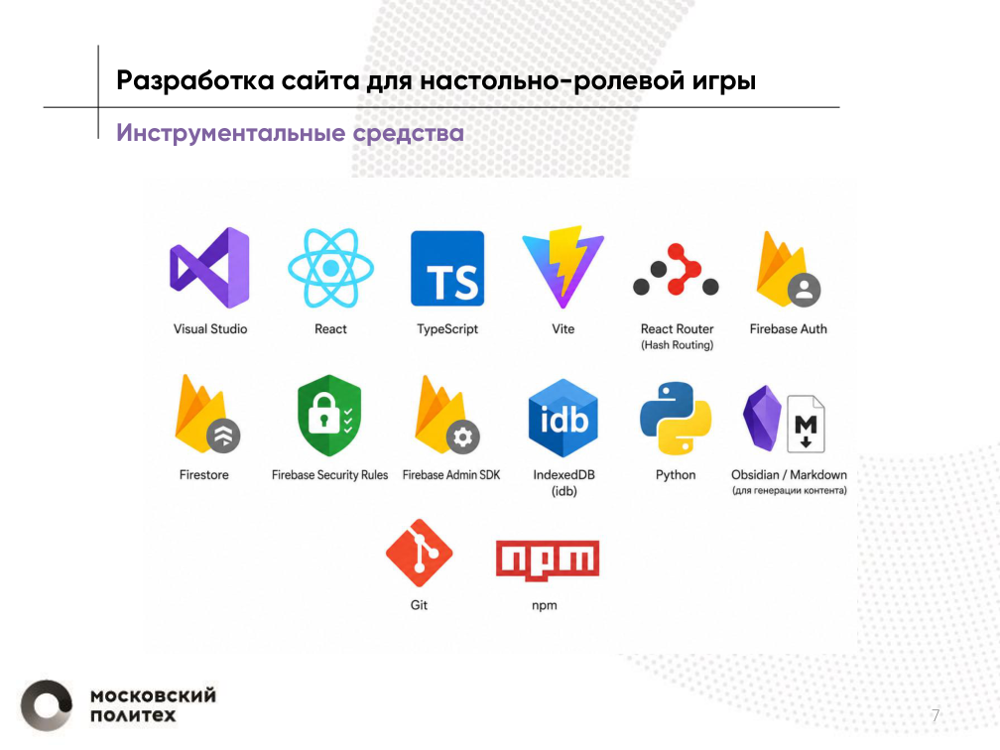 Разработка сайта для настольно-ролевой игры
Инструментальные средства
Visual Studio
React
TS
TypeScript
Vite
React Router
(Hash Routing)
Firebase Auth
Firestore
Firebase Security Rules
Firebase Admin SDK
idb
IndexedDB
(idb)
Python
M
Obsidian / Markdown
(для генерации контента)
Git
npm
npm
МОСКОВСКИЙ
ПОЛИТЕХ
7